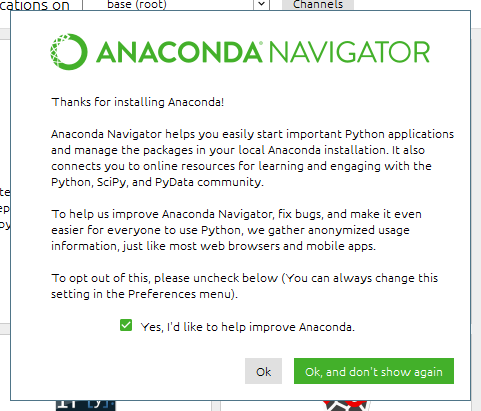 cations on
base (root)
Channels
ANACONDA NAVIGATOR
Thanks for installing Anaconda!
Anaconda Navigator helps you easily start important Python applications
and manage the packages in your local Anaconda installation. It also
connects you to online resources for learning and engaging with the
Python, SciPy, and PyData community.
To help us improve Anaconda Navigator, fix bugs, and make it even
easier for everyone to use Python, we gather anonymized usage
information, just like most web browsers and mobile apps.
To opt out of this, please uncheck below (You can always change this
setting in the Preferences menu).
Yes, I'd like to help improve Anaconda.
Ok
Ok, and don't show again